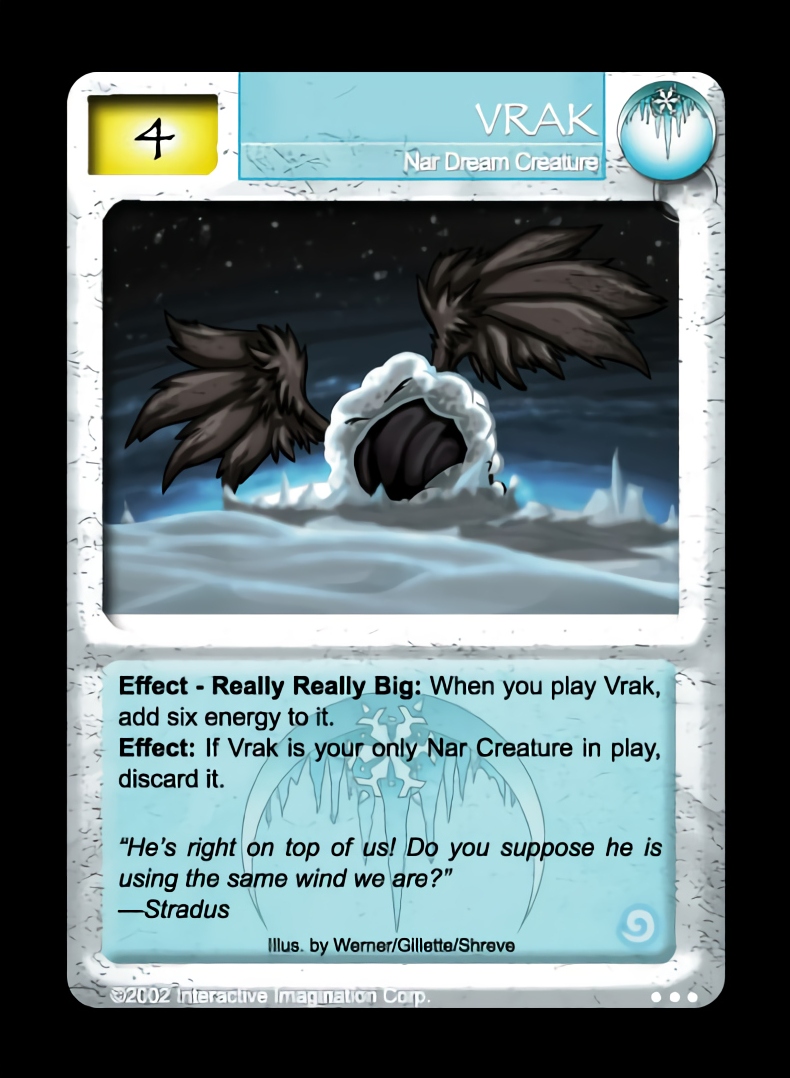 4
VRAK
Nar Dream Creature
Effect - Really Really Big: When you play Vrak,
add six energy to it.
Effect: If Vrak is your only Nar Creature in play,
discard it.
“He’s right on top of us! Do you suppose he is
using the same wind we are?”
—Stradus
Illus. by Werner/Gillette/Shreve
©2002 Interactive Imagination Corp.